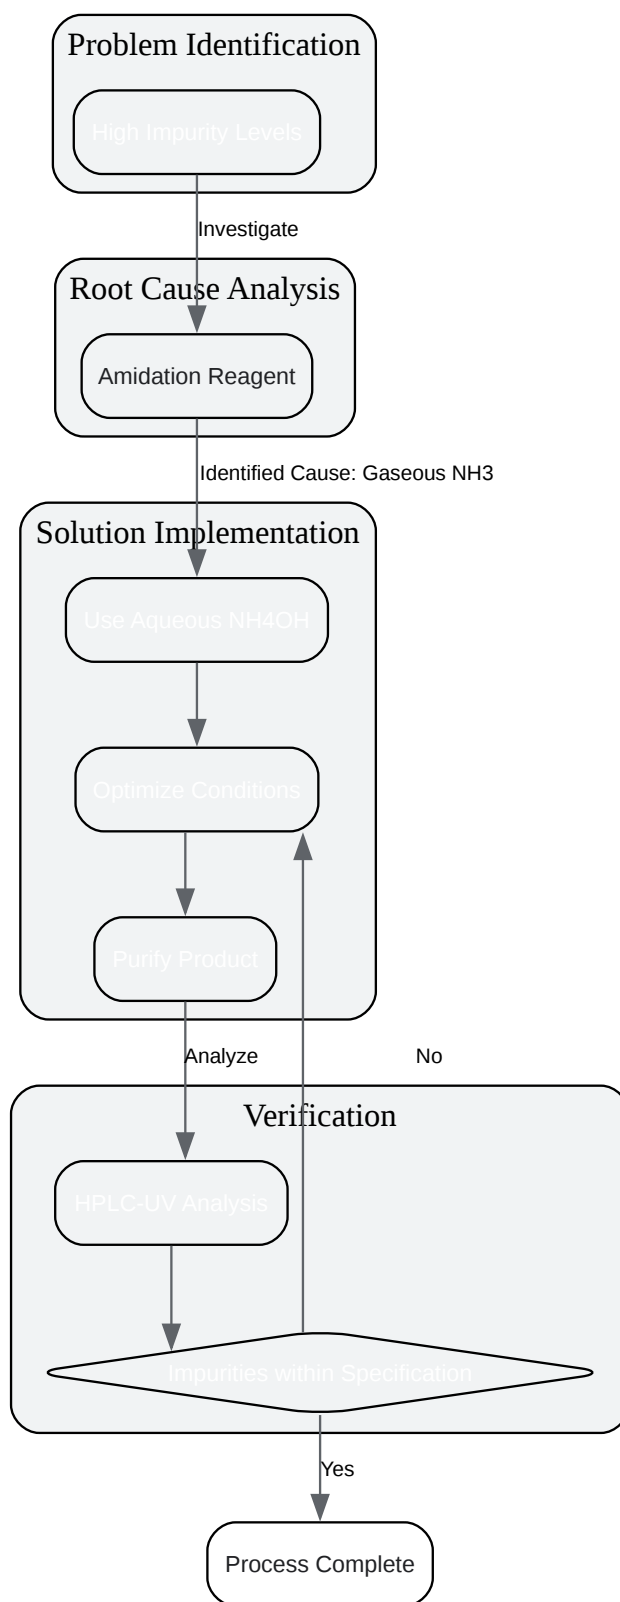 Problem Identification
High Impurity Levels
Investigate
Root Cause Analysis
Amidation Reagent
Identified Cause: Gaseous NH3
Solution Implementation
Use Aqueous NH4OH
Optimize Conditions
Purify Product
Analyze
No
Verification
HPLC-UV Analysis
Impurities within Specification
Yes
Process Complete